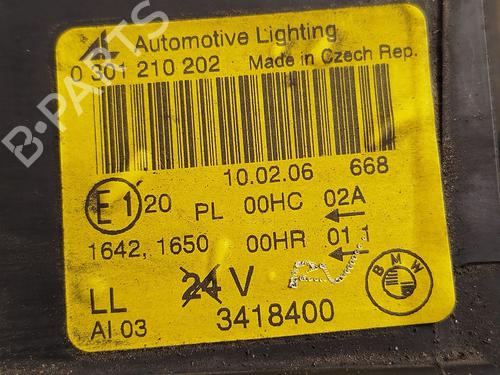 Automotive Lighting
0 301 210 202 Made in Czech Rep.
10.02.06 668
E1 20 PL 00HC 02A
1642, 1650 00HR 01 1
LL 24 V
BMW
AI 03 3418400
B-PARTS